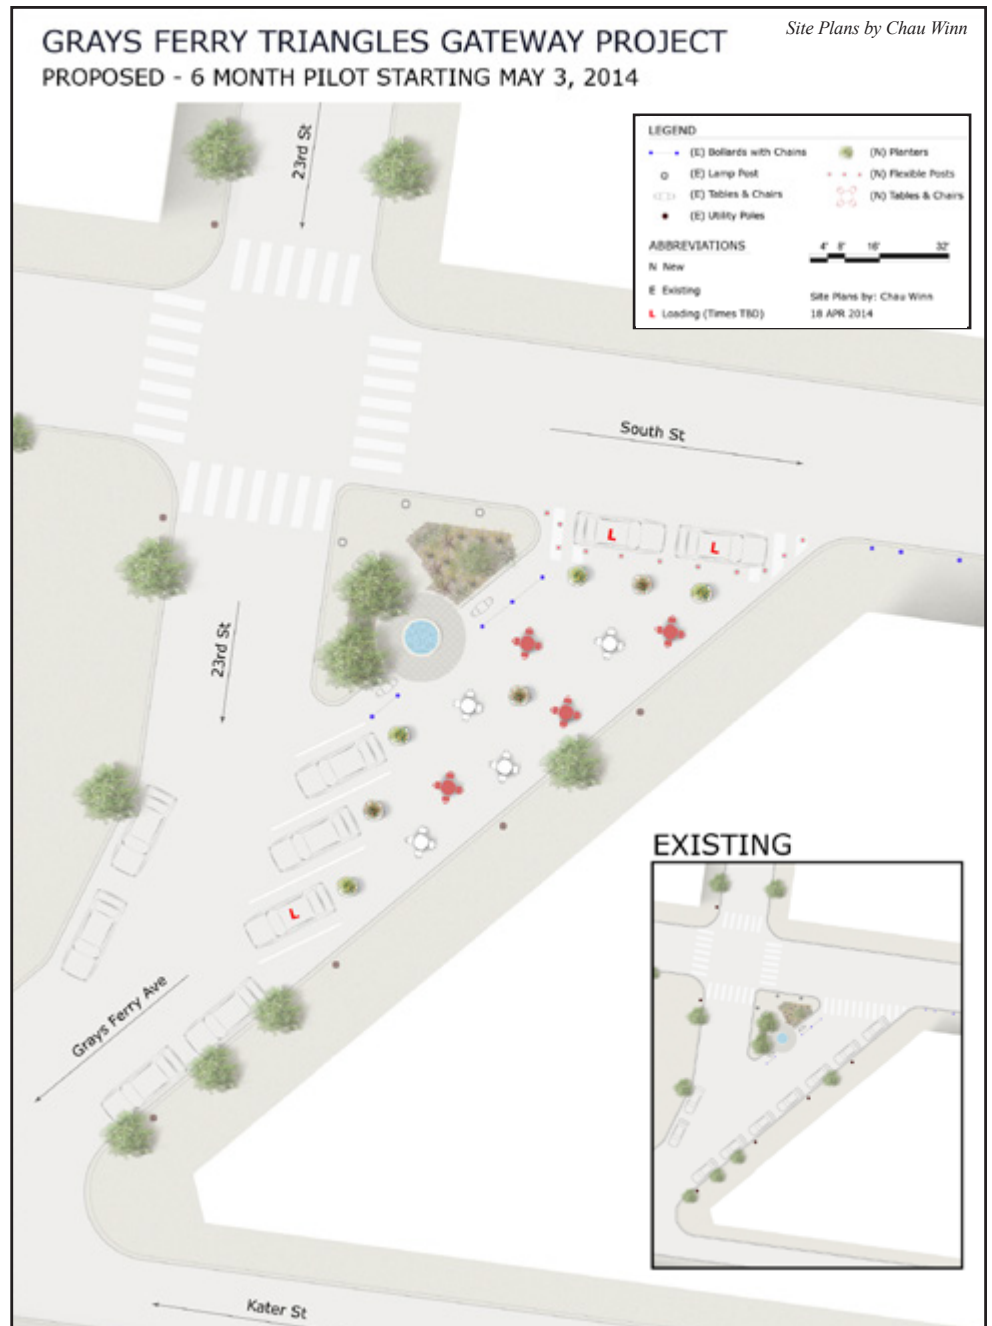 Site Plans by Chau Winn
GRAYS FERRY TRIANGLES GATEWAY PROJECT
PROPOSED - 6 MONTH PILOT STARTING MAY 3, 2014
LEGEND
(E) Bollards with Chains
(N) Planters
(E) Lamp Post
(N) Flexible Posts
(E) Tables & Chairs
(N) Tables & Chairs
(E) Utility Poles
ABBREVIATIONS
4' 8' 16' 32'
N New
E Existing
Site Plans by: Chau Winn
L Loading (Times TBD)
18 APR 2014
23rd St
South St
L
L
23rd St
L
EXISTING
Grays Ferry Ave
Kater St